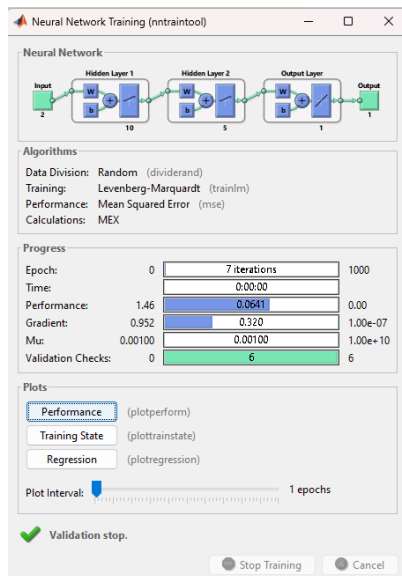 Neural Network Training (nntraintool)
Neural Network
Hidden Layer 1 Hidden Layer 2 Output Layer
Input Output
W W W
+ + +
b b b
2 10 5 1 1
Algorithms
Data Division: Random (dividerand)
Training: Levenberg-Marquardt (trainlm)
Performance: Mean Squared Error (mse)
Calculations: MEX
Progress
Epoch: 0 7 iterations 1000
Time: 0:00:00
Performance: 1.46 0.0641 0.00
Gradient: 0.952 0.320 1.00e-07
Mu: 0.00100 0.00100 1.00e+10
Validation Checks: 0 6 6
Plots
Performance (plotperform)
Training State (plottrainstate)
Regression (plotregression)
Plot Interval: 1 epochs
Validation stop.
Stop Training Cancel